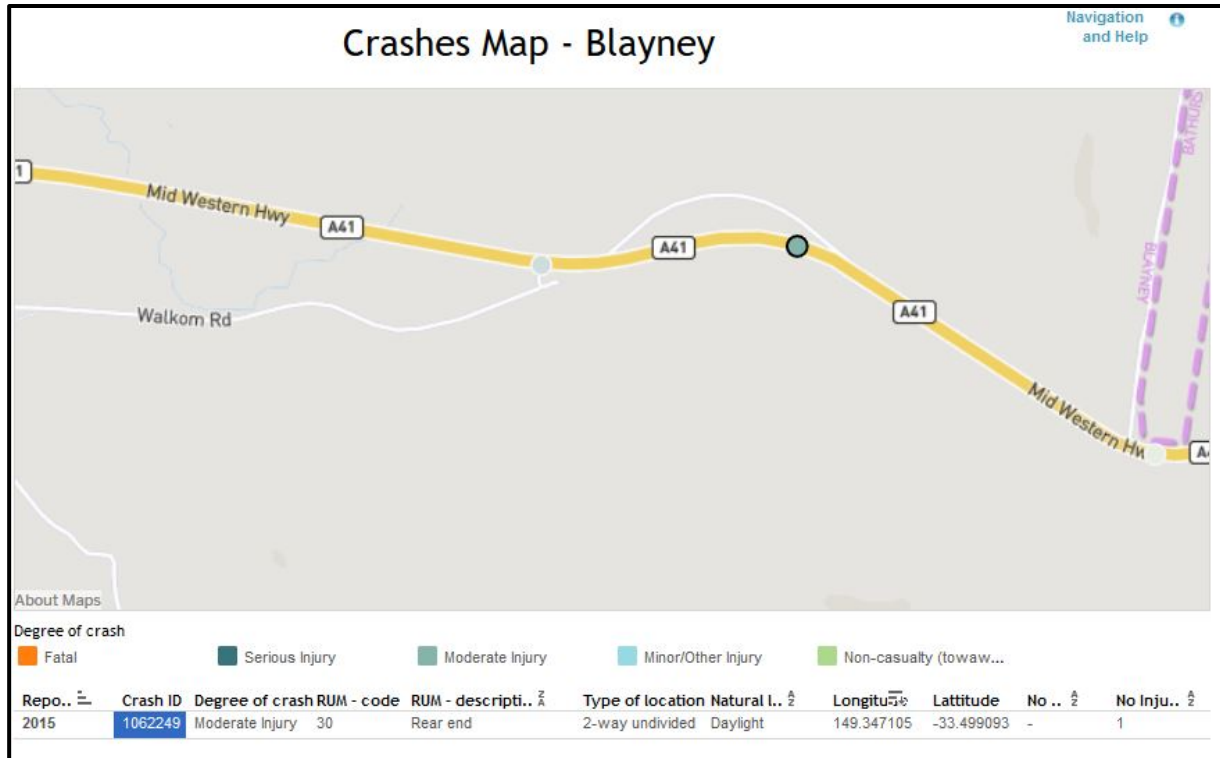 Crashes Map - Blayney
Navigation
and Help
BATHURS
1
Mid Western Hwy
A41
A41
BLAYNEY
Walkom Rd
A41
Mid Western Hw
A4
About Maps
Degree of crash
Fatal Serious Injury Moderate Injury Minor/Other Injury Non-casualty (towaw...
Repo.. Crash ID Degree of crash RUM - code RUM - descripti.. Type of location Natural l.. Longitu Lattitude No .. No Inju..
2015 1062249 Moderate Injury 30 Rear end 2-way undivided Daylight 149.347105 -33.499093 - 1